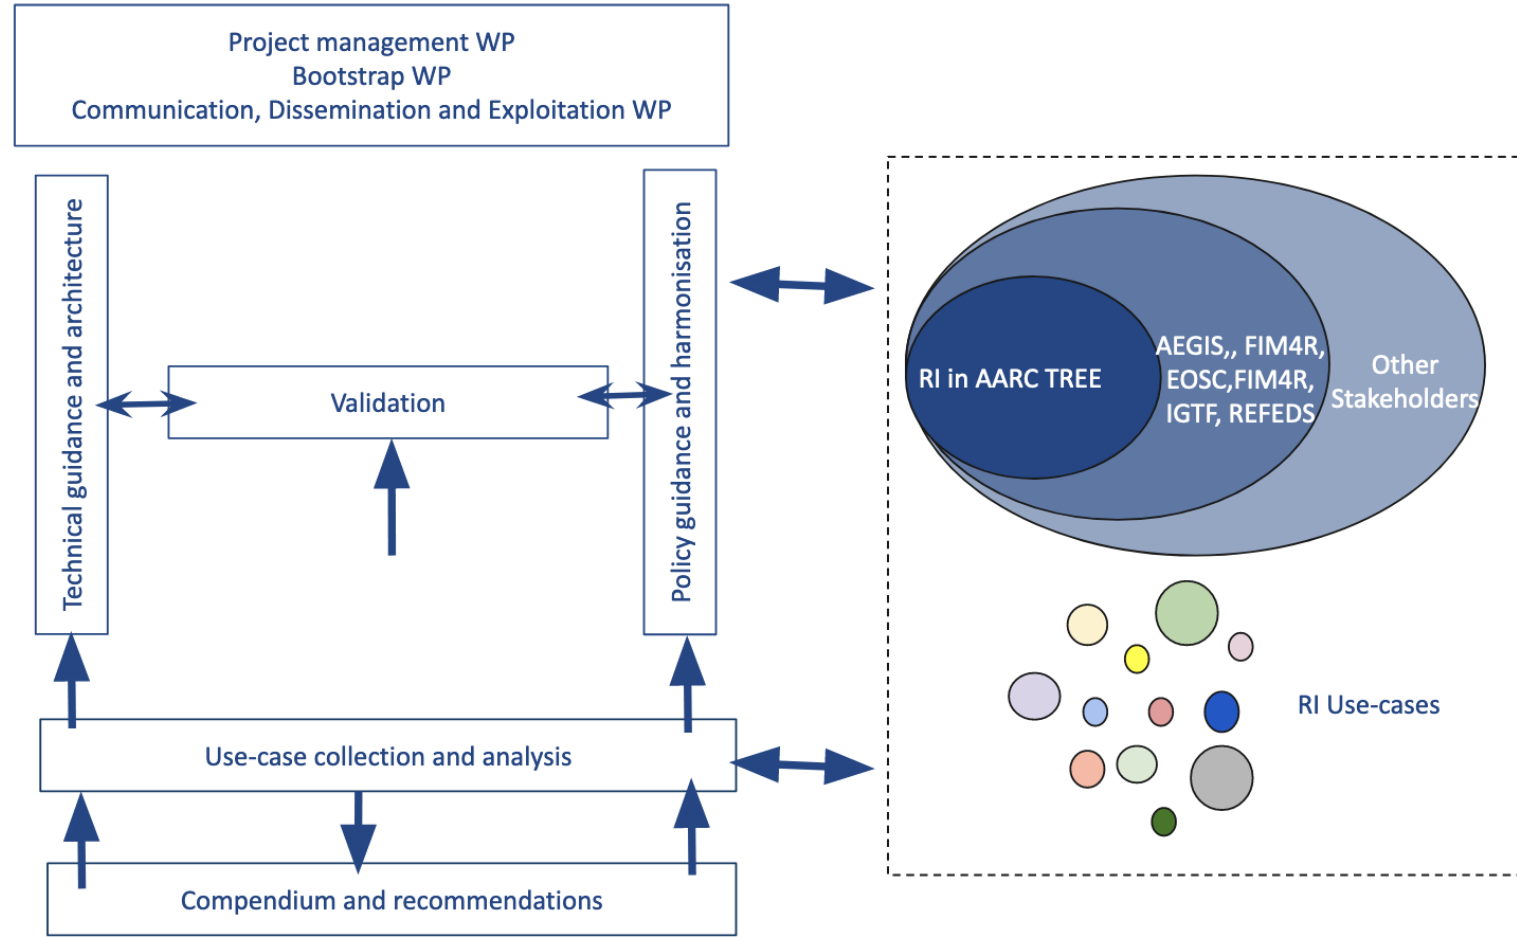 Project management WP
Bootstrap WP
Communication, Dissemination and Exploitation WP
Technical guidance and architecture
Validation
Policy guidance and harmonisation
Use-case collection and analysis
Compendium and recommendations
RI in AARC TREE
AEGIS,, FIM4R,
EOSC,FIM4R,
IGTF, REFEDS
Other
Stakeholders
RI Use-cases